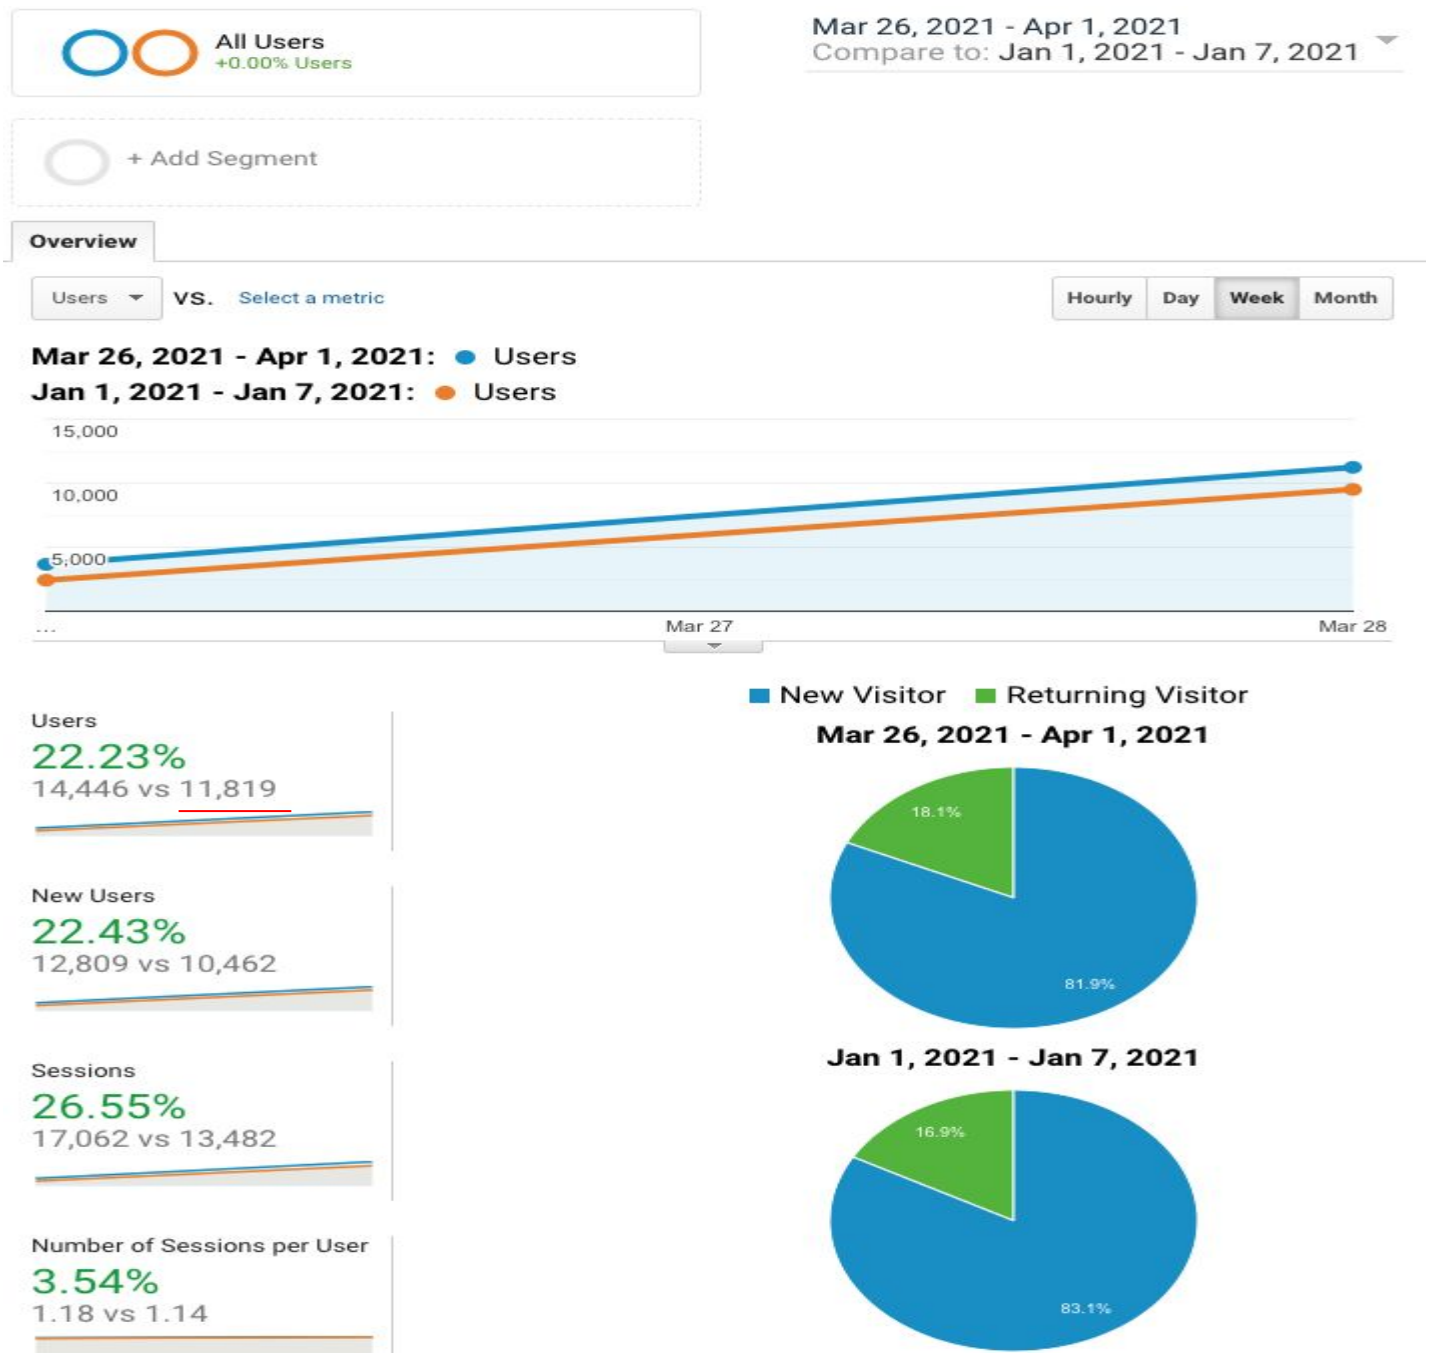 All Users
+0.00% Users
Mar 26, 2021 - Apr 1, 2021
Compare to: Jan 1, 2021 - Jan 7, 2021
+ Add Segment
Overview
Users VS. Select a metric
Hourly Day Week Month
Mar 26, 2021 - Apr 1, 2021: Users
Jan 1, 2021 - Jan 7, 2021: Users
15,000
10,000
5,000
... Mar 27 Mar 28
Users
22.23%
14,446 vs 11,819
New Users
22.43%
12,809 vs 10,462
Sessions
26.55%
17,062 vs 13,482
Number of Sessions per User
3.54%
1.18 vs 1.14
New Visitor Returning Visitor
Mar 26, 2021 - Apr 1, 2021
18.1%
81.9%
Jan 1, 2021 - Jan 7, 2021
16.9%
83.1%